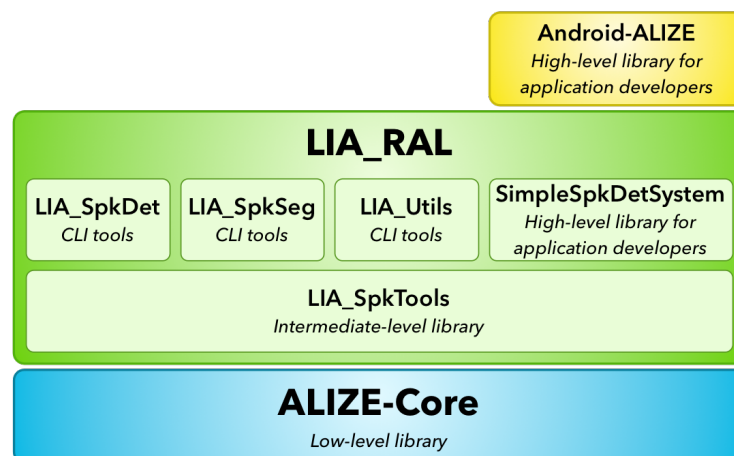 Android-ALIZE
High-level library for
application developers
LIA_RAL
LIA_SpkDet
CLI tools
LIA_SpkSeg
CLI tools
LIA_Utils
CLI tools
SimpleSpkDetSystem
High-level library for
application developers
LIA_SpkTools
Intermediate-level library
ALIZE-Core
Low-level library